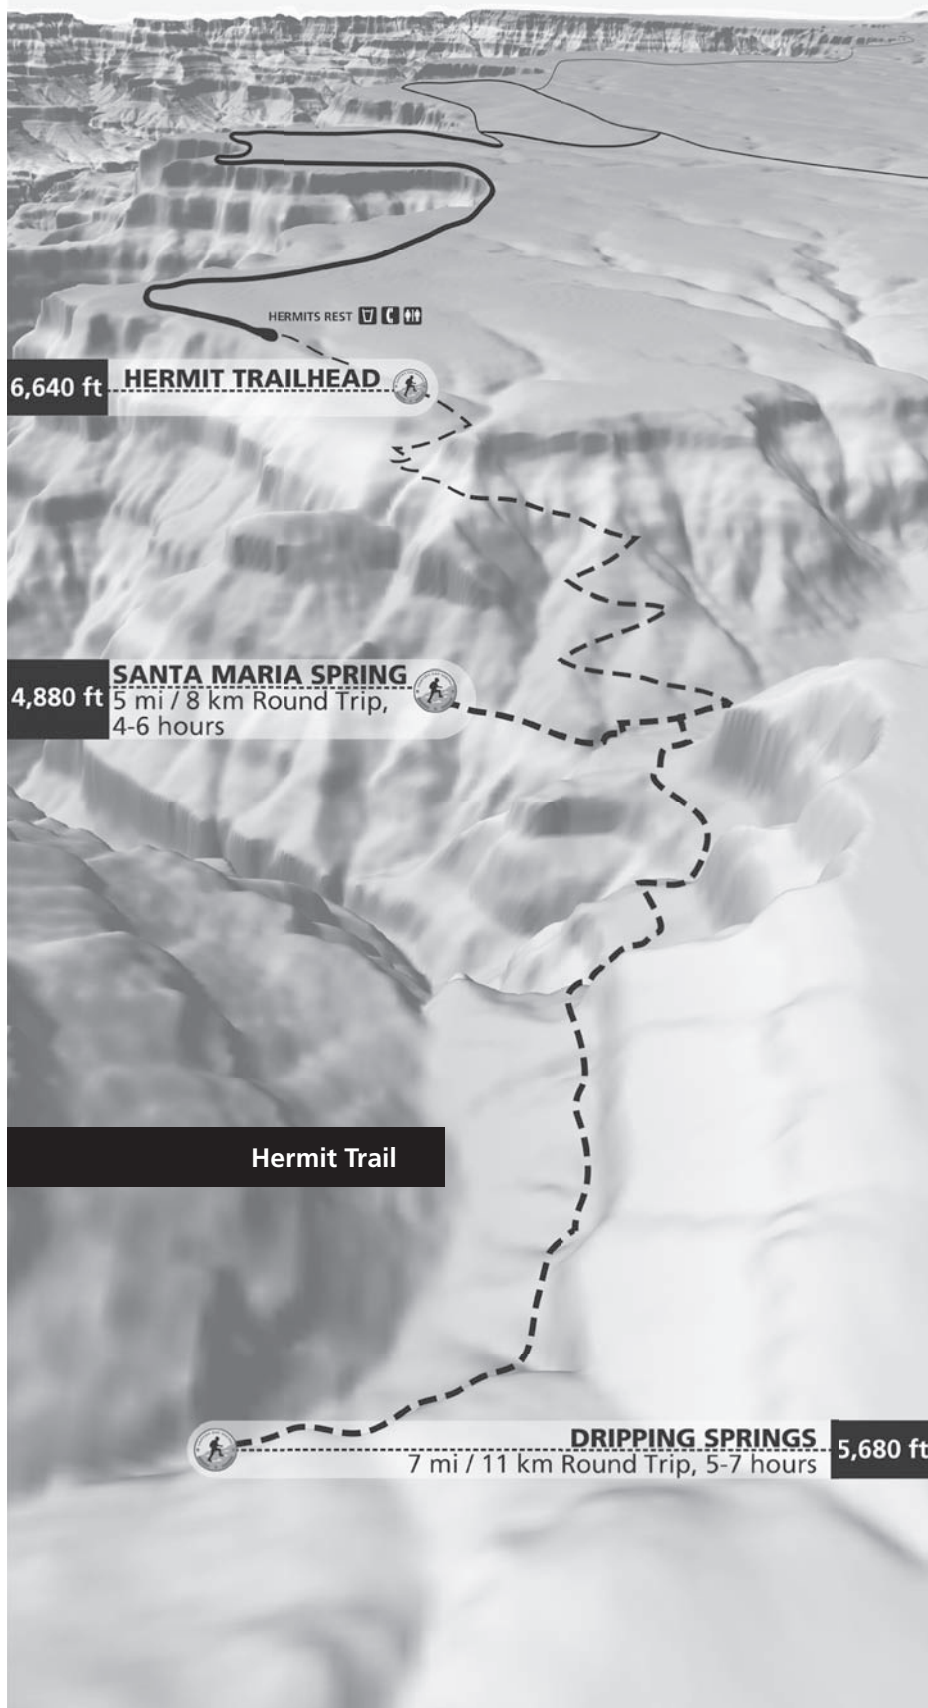 HERMITS REST
6,640 ft
HERMIT TRAILHEAD
4,880 ft
SANTA MARIA SPRING
5 mi / 8 km Round Trip,
4-6 hours
Hermit Trail
DRIPPING SPRINGS
7 mi / 11 km Round Trip, 5-7 hours
5,680 ft